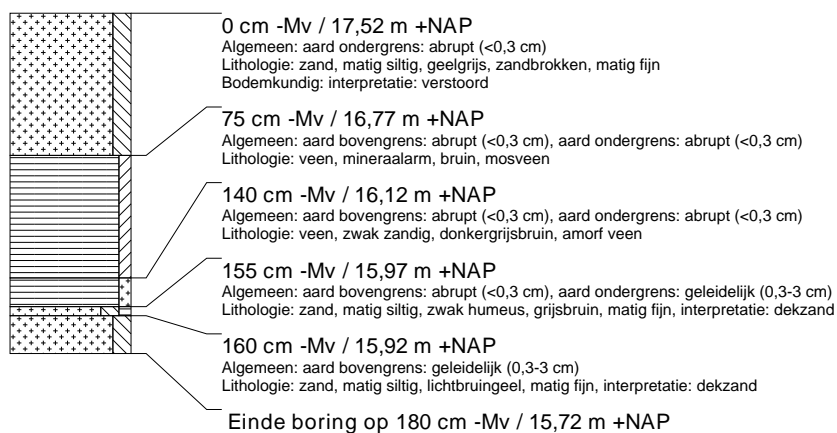 0 cm -Mv / 17,52 m +NAP
Algemeen: aard ondergrens: abrupt (<0,3 cm)
Lithologie: zand, matig siltig, geelgrijs, zandbrokken, matig fijn
Bodemkundig: interpretatie: verstoord
75 cm -Mv / 16,77 m +NAP
Algemeen: aard bovengrens: abrupt (<0,3 cm), aard ondergrens: abrupt (<0,3 cm)
Lithologie: veen, mineraalarm, bruin, mosveen
140 cm -Mv / 16,12 m +NAP
Algemeen: aard bovengrens: abrupt (<0,3 cm), aard ondergrens: abrupt (<0,3 cm)
Lithologie: veen, zwak zandig, donkergrijsbruin, amorf veen
155 cm -Mv / 15,97 m +NAP
Algemeen: aard bovengrens: abrupt (<0,3 cm), aard ondergrens: geleidelijk (0,3-3 cm)
Lithologie: zand, matig siltig, zwak humeus, grijsbruin, matig fijn, interpretatie: dekzand
160 cm -Mv / 15,92 m +NAP
Algemeen: aard bovengrens: geleidelijk (0,3-3 cm)
Lithologie: zand, matig siltig, lichtbruingeel, matig fijn, interpretatie: dekzand
Einde boring op 180 cm -Mv / 15,72 m +NAP